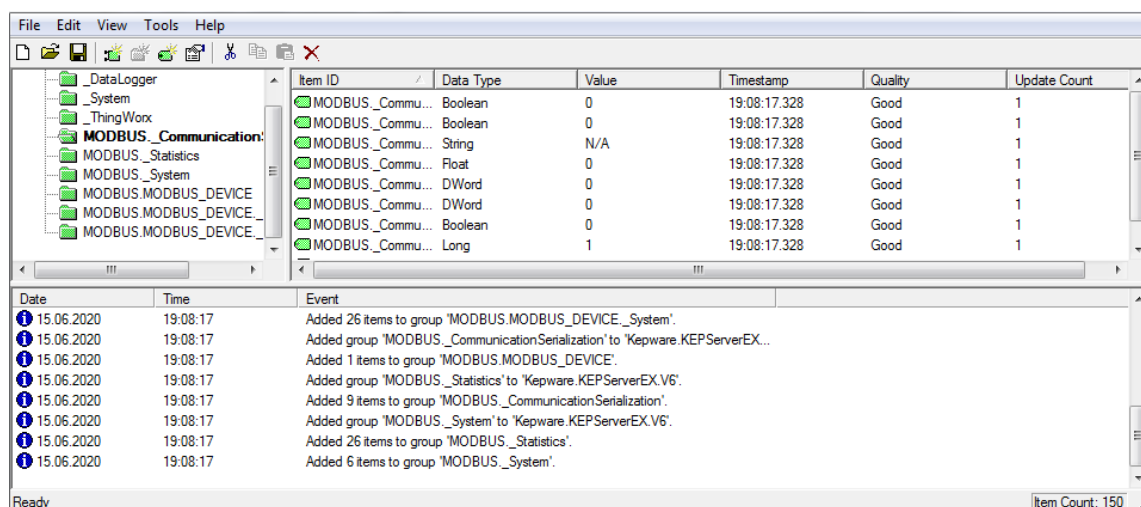 File Edit View Tools Help
_DataLogger
_System
_ThingWorx
MODBUS._Communication
MODBUS._Statistics
MODBUS._System
MODBUS.MODBUS_DEVICE
MODBUS.MODBUS_DEVICE._
MODBUS.MODBUS_DEVICE._
Item ID Data Type Value Timestamp Quality Update Count
MODBUS._Commu... Boolean 0 19:08:17.328 Good 1
MODBUS._Commu... Boolean 0 19:08:17.328 Good 1
MODBUS._Commu... String N/A 19:08:17.328 Good 1
MODBUS._Commu... Float 0 19:08:17.328 Good 1
MODBUS._Commu... DWord 0 19:08:17.328 Good 1
MODBUS._Commu... DWord 0 19:08:17.328 Good 1
MODBUS._Commu... Boolean 0 19:08:17.328 Good 1
MODBUS._Commu... Long 1 19:08:17.328 Good 1
Date Time Event
15.06.2020 19:08:17 Added 26 items to group 'MODBUS.MODBUS_DEVICE._System'.
15.06.2020 19:08:17 Added group 'MODBUS._CommunicationSerialization' to 'Kepware.KEPServerEX...
15.06.2020 19:08:17 Added 1 items to group 'MODBUS.MODBUS_DEVICE'.
15.06.2020 19:08:17 Added group 'MODBUS._Statistics' to 'Kepware.KEPServerEX.V6'.
15.06.2020 19:08:17 Added 9 items to group 'MODBUS._CommunicationSerialization'.
15.06.2020 19:08:17 Added group 'MODBUS._System' to 'Kepware.KEPServerEX.V6'.
15.06.2020 19:08:17 Added 26 items to group 'MODBUS._Statistics'.
15.06.2020 19:08:17 Added 6 items to group 'MODBUS._System'.
Ready Item Count: 150